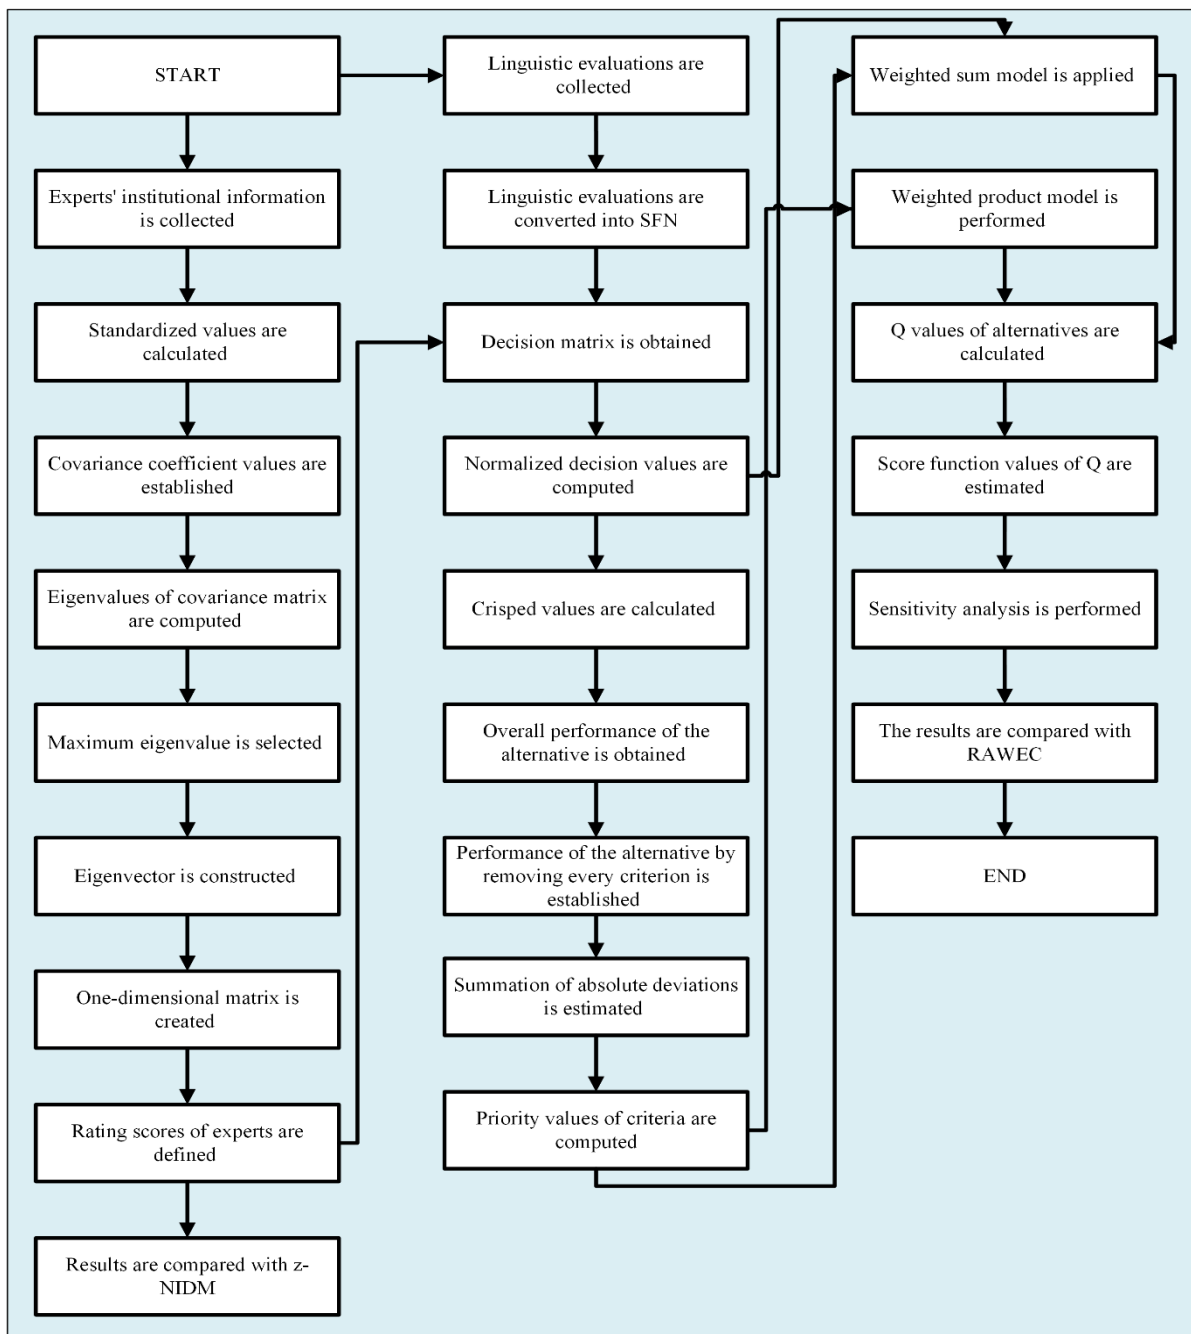 START
Experts' institutional information
is collected
Standardized values are
calculated
Covariance coefficient values are
established
Eigenvalues of covariance matrix
are computed
Maximum eigenvalue is selected
Eigenvector is constructed
One-dimensional matrix is
created
Rating scores of experts are
defined
Results are compared with z-
NIDM
Linguistic evaluations are
collected
Linguistic evaluations are
converted into SFN
Decision matrix is obtained
Normalized decision values are
computed
Crisped values are calculated
Overall performance of the
alternative is obtained
Performance of the alternative by
removing every criterion is
established
Summation of absolute deviations
is estimated
Priority values of criteria are
computed
Weighted sum model is applied
Weighted product model is
performed
Q values of alternatives are
calculated
Score function values of Q are
estimated
Sensitivity analysis is performed
The results are compared with
RAWEC
END